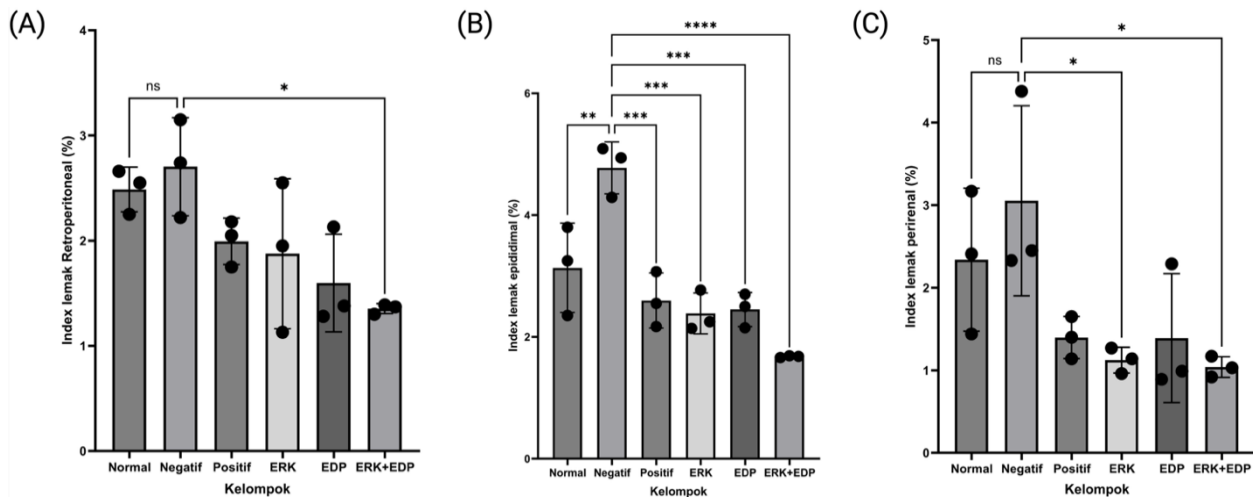 (A)
Index lemak Retroperitoneal (%)
4
3
2
1
0
ns
*
Normal Negatif Positif ERK EDP ERK+EDP
Kelompok
(B)
Index lemak epididimal (%)
6
4
2
0
**
***
***
***
****
Normal Negatif Positif ERK EDP ERK+EDP
Kelompok
(C)
Index lemak perirenal (%)
5
4
3
2
1
0
ns
*
*
Normal Negatif Positif ERK EDP ERK+EDP
Kelompok